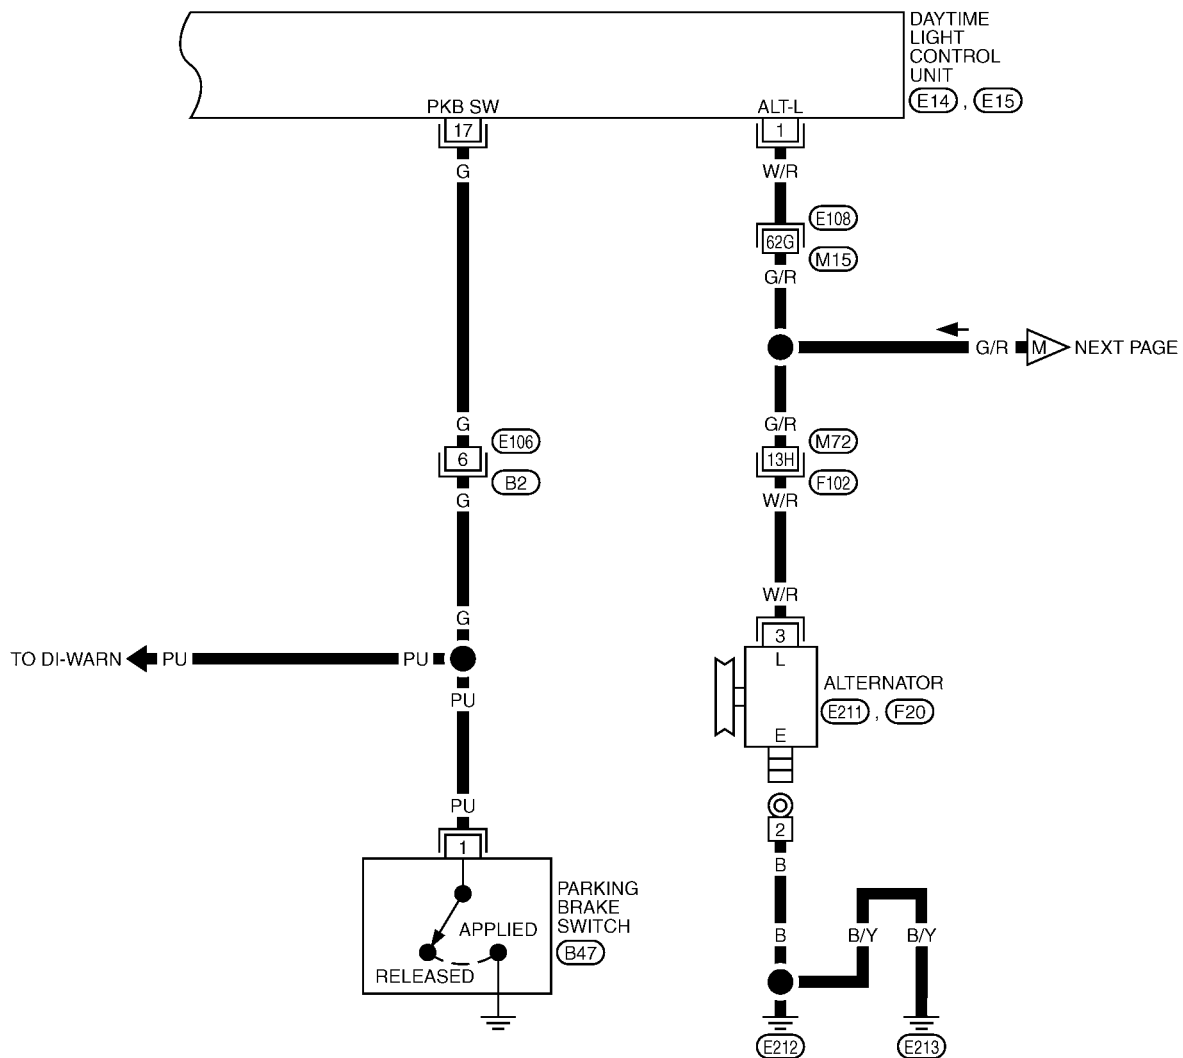 DAYTIME
LIGHT
CONTROL
UNIT
E14 , E15
PKB SW
ALT-L
17
1
G
W/R
E108
62G
M15
G/R
G/R
M
NEXT PAGE
G
G/R
E106
M72
6
13H
B2
F102
G
W/R
G
W/R
3
L
TO DI-WARN
PU
PU
PU
ALTERNATOR
E211 , F20
E
PU
2
1
B
PARKING
BRAKE
SWITCH
B47
APPLIED
RELEASED
B
B/Y
B/Y
E212
E213